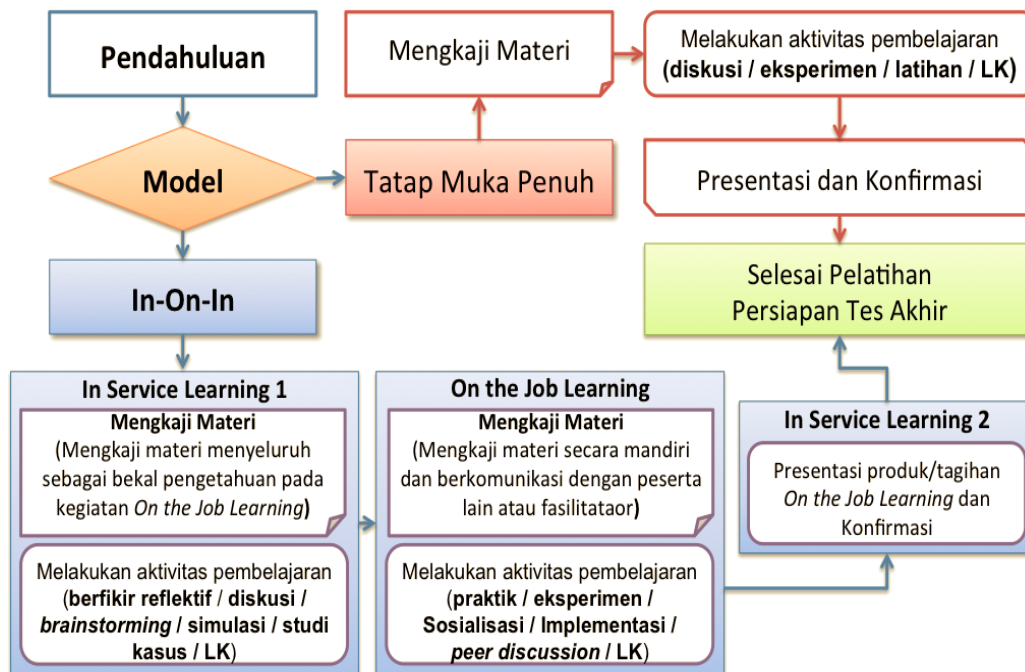 Pendahuluan
Model
Tatap Muka Penuh
Mengkaji Materi
Melakukan aktivitas pembelajaran
(diskusi / eksperimen / latihan / LK)
Presentasi dan Konfirmasi
Selesai Pelatihan
Persiapan Tes Akhir
In-On-In
In Service Learning 1
Mengkaji Materi
(Mengkaji materi menyeluruh
sebagai bekal pengetahuan pada
kegiatan On the Job Learning)
Melakukan aktivitas pembelajaran
(berfikir reflektif / diskusi /
brainstorming / simulasi / studi
kasus / LK)
On the Job Learning
Mengkaji Materi
(Mengkaji materi secara mandiri
dan berkomunikasi dengan peserta
lain atau fasilitataor)
Melakukan aktivitas pembelajaran
(praktik / eksperimen /
Sosialisasi / Implementasi /
peer discussion / LK)
In Service Learning 2
Presentasi produk/tagihan
On the Job Learning dan
Konfirmasi